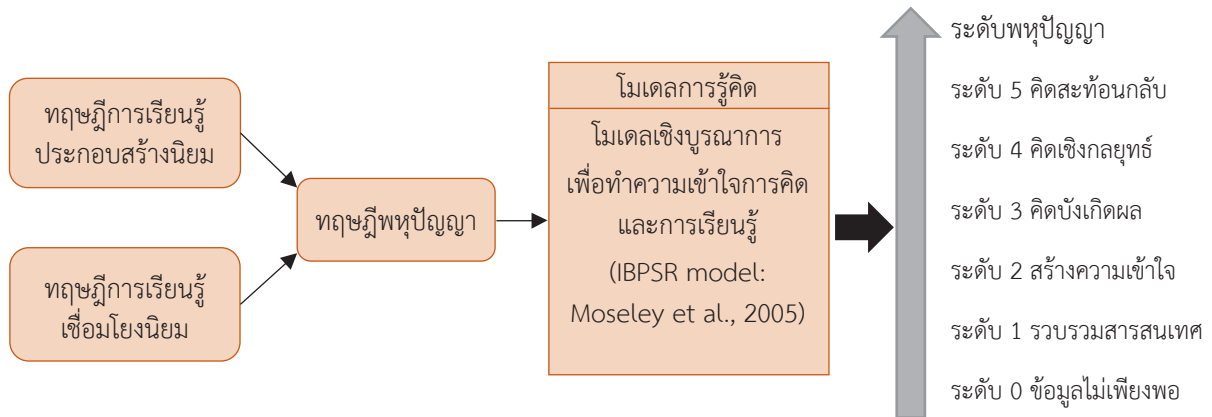 ทฤษฎีการเรียนรู้
ประกอบสร้างนิยม
ทฤษฎีการเรียนรู้
เชื่อมโยงนิยม
ทฤษฎีพหุปัญญา
โมเดลการรู้คิด
โมเดลเชิงบูรณาการ
เพื่อทำความเข้าใจการคิด
และการเรียนรู้
(IBPSR model:
Moseley et al., 2005)
ระดับพหุปัญญา
ระดับ 5 คิดสะท้อนกลับ
ระดับ 4 คิดเชิงกลยุทธ์
ระดับ 3 คิดบังเกิดผล
ระดับ 2 สร้างความเข้าใจ
ระดับ 1 รวบรวมสารสนเทศ
ระดับ 0 ข้อมูลไม่เพียงพอ